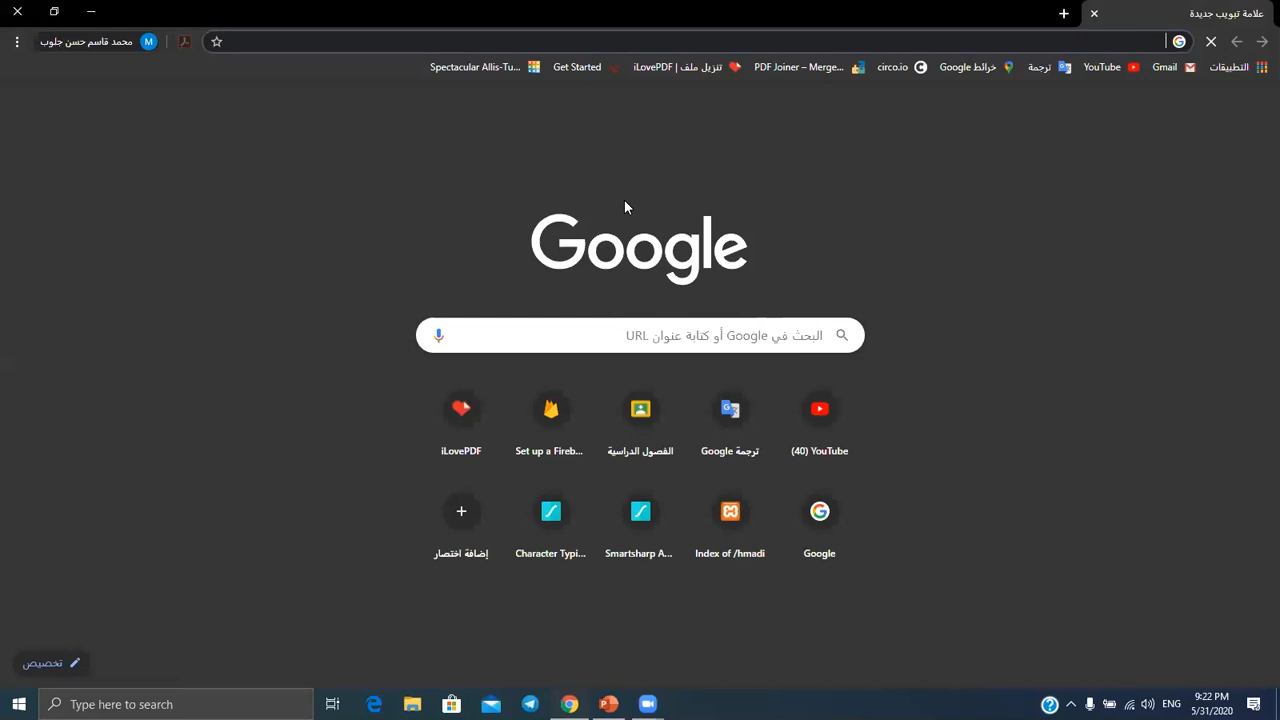 علامة تبويب جديدة
محمد قاسم حسن جلوب
M
التطبيقات
Gmail
YouTube
ترجمة
خرائط Google
circo.io
PDF Joiner – Merge...
تنزيل ملف | iLovePDF
Get Started
Spectacular Allis-Tu...
Google
البحث في Google أو كتابة عنوان URL
(40) YouTube
ترجمة Google
الفصول الدراسية
Set up a Fireb...
iLovePDF
Google
Index of /hmadi
Smartsharp A...
Character Typi...
إضافة اختصار
تخصيص
Type here to search
ENG
9:22 PM
5/31/2020